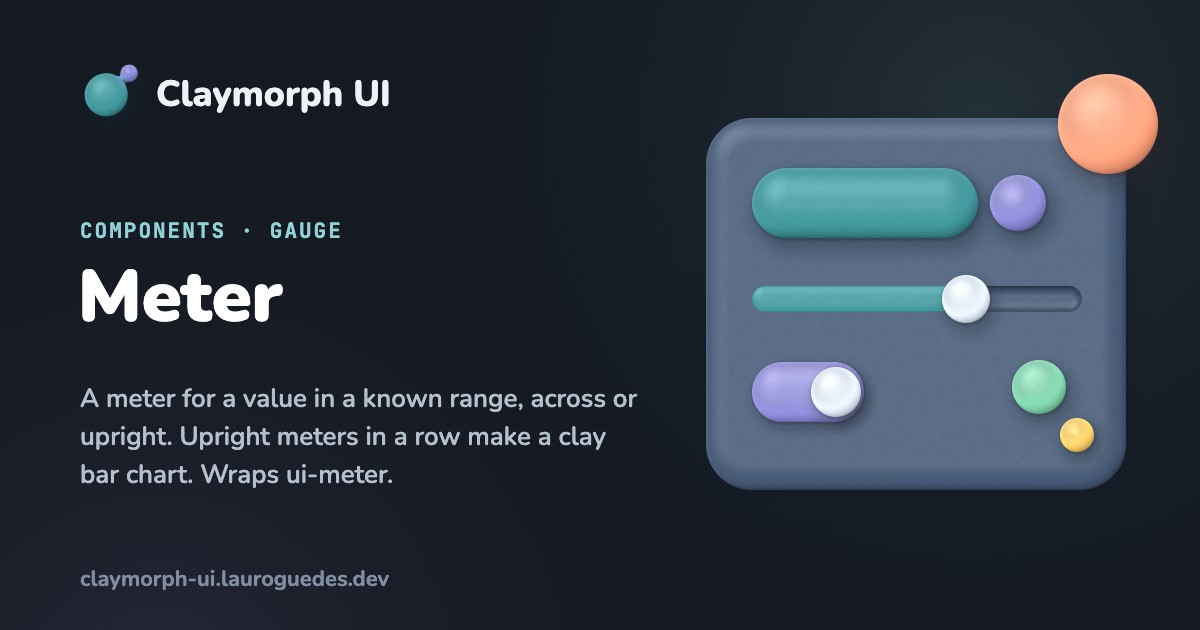 Claymorph UI
COMPONENTS · GAUGE
Meter
A meter for a value in a known range, across or
upright. Upright meters in a row make a clay
bar chart. Wraps ui-meter.
claymorph-ui.lauroguedes.dev